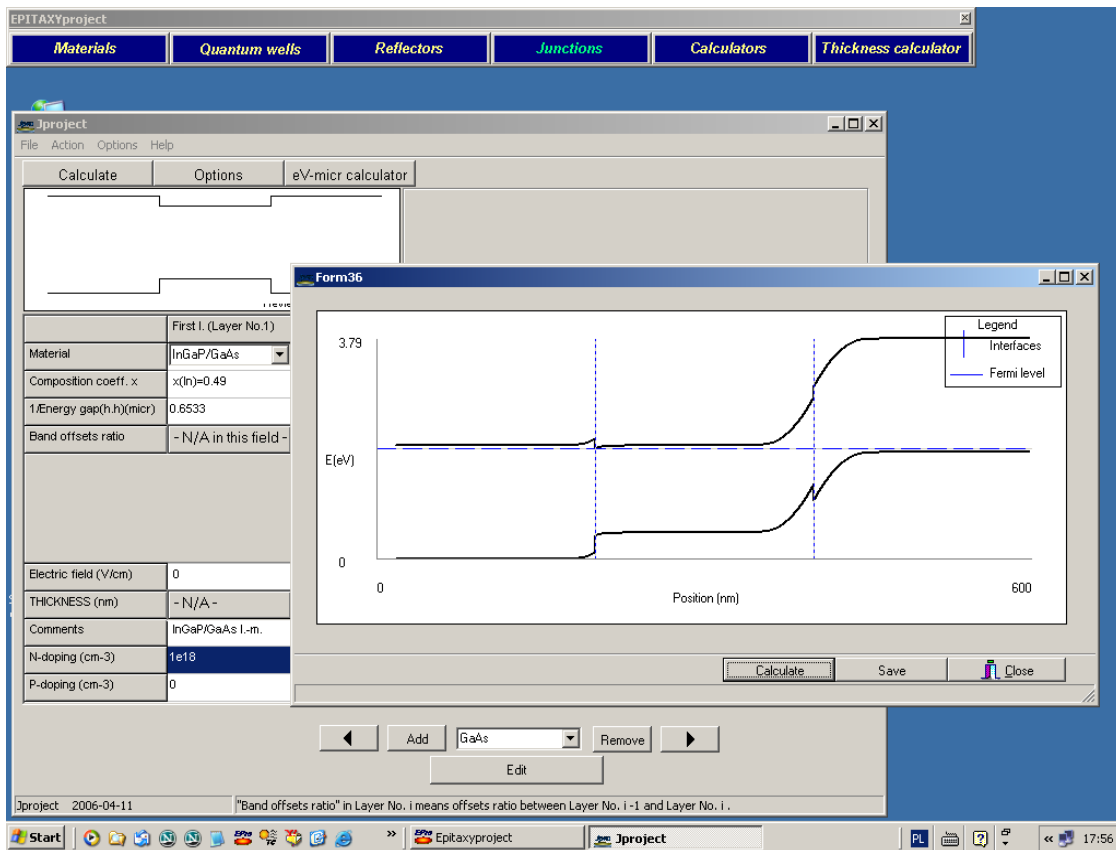 EPITAXYproject
Materials Quantum wells Reflectors Junctions Calculators Thickness calculator
Jproject
File Action Options Help
Calculate Options eV-micr calculator
Form36
First l. (Layer No.1)
Material InGaP/GaAs
Composition coeff. x x(In)=0.49
1/Energy gap(h.h)(micr) 0.6533
Band offsets ratio - N/A in this field -
Electric field (V/cm) 0
THICKNESS (nm) - N/A -
Comments InGaP/GaAs l.-m.
N-doping (cm-3) 1e18
P-doping (cm-3) 0
Legend
Interfaces
Fermi level
3.79
E(eV)
0
0 Position (nm) 600
Calculate Save Close
Add GaAs Remove
Edit
Jproject 2006-04-11 "Band offsets ratio" in Layer No. i means offsets ratio between Layer No. i -1 and Layer No. i .
Start » Epitaxyproject Jproject PL « 17:56